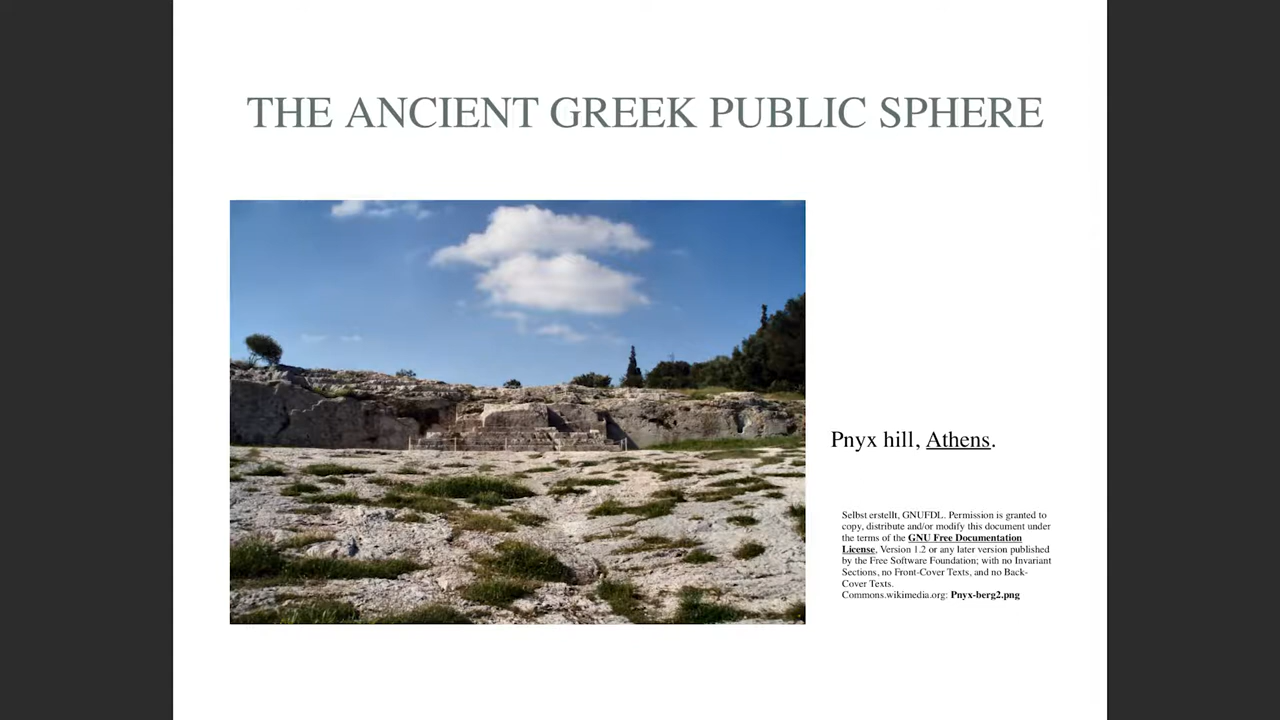 THE ANCIENT GREEK PUBLIC SPHERE
Pnyx hill, Athens.
Selbst erstellt, GNUFDL. Permission is granted to
copy, distribute and/or modify this document under
the terms of the GNU Free Documentation
License, Version 1.2 or any later version published
by the Free Software Foundation; with no Invariant
Sections, no Front-Cover Texts, and no Back-
Cover Texts.
Commons.wikimedia.org: Pnyx-berg2.png